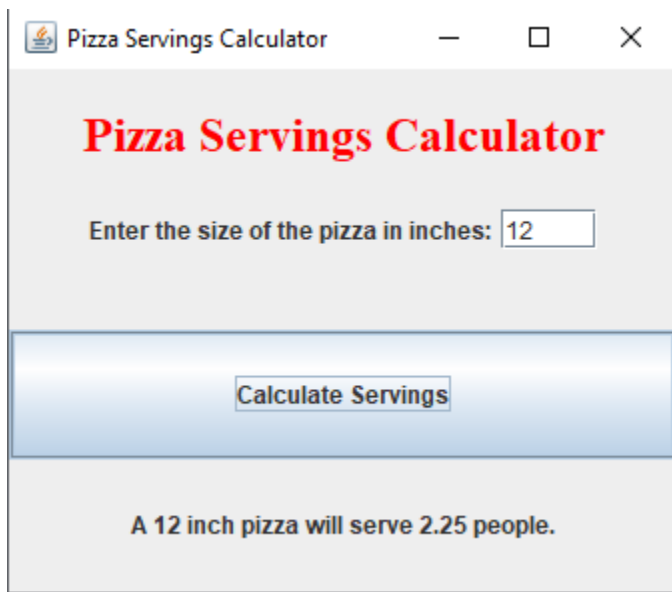 Pizza Servings Calculator
Pizza Servings Calculator
Enter the size of the pizza in inches: 12
Calculate Servings
A 12 inch pizza will serve 2.25 people.